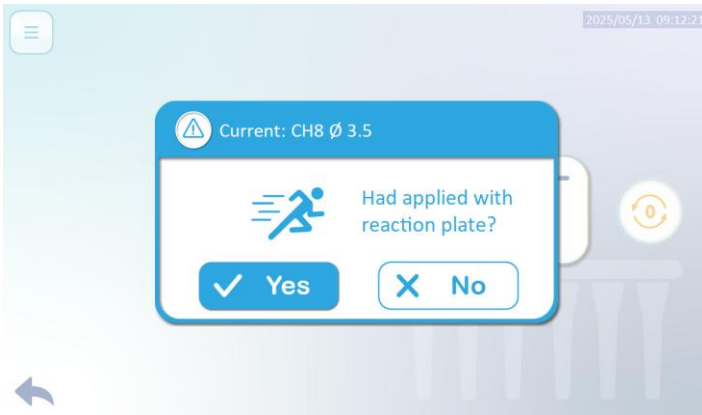 2025/05/13 09:12:21
Current: CH8 Ø 3.5
Had applied with
reaction plate?
Yes
No
0